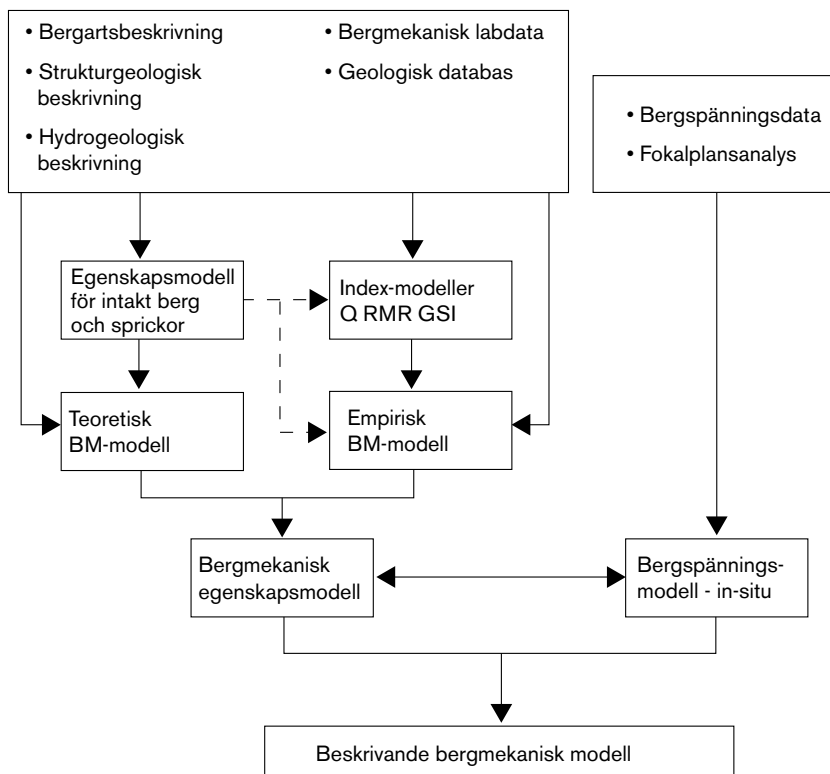 • Bergartsbeskrivning
• Strukturgeologisk
beskrivning
• Hydrogeologisk
beskrivning
• Bergmekanisk labdata
• Geologisk databas
• Bergspänningsdata
• Fokalplansanalys
Egenskapsmodell
för intakt berg
och sprickor
Index-modeller
Q RMR GSI
Teoretisk
BM-modell
Empirisk
BM-modell
Bergmekanisk
egenskapsmodell
Bergspännings-
modell - in-situ
Beskrivande bergmekanisk modell